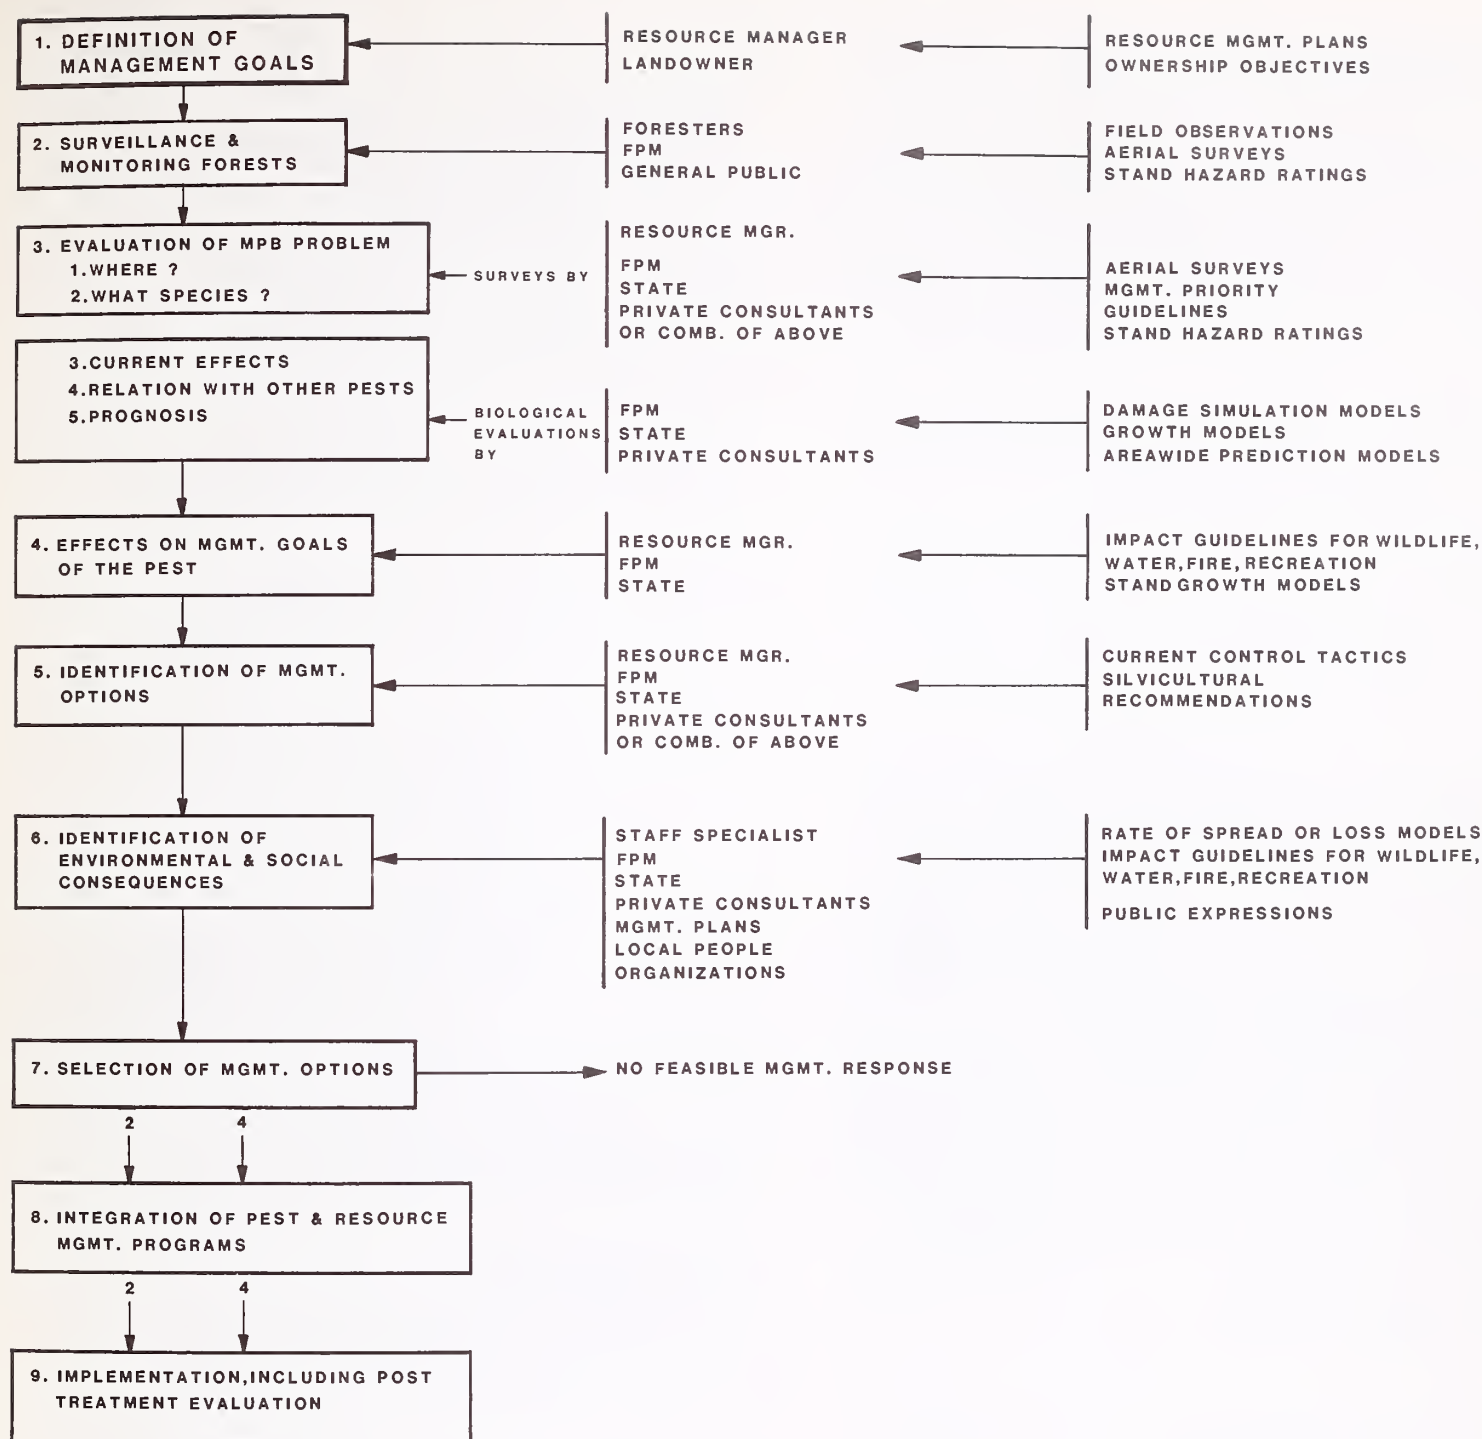 1. DEFINITION OF
MANAGEMENT GOALS
RESOURCE MANAGER
LANDOWNER
RESOURCE MGMT. PLANS
OWNERSHIP OBJECTIVES
2. SURVEILLANCE &
MONITORING FORESTS
FORESTERS
FPM
GENERAL PUBLIC
FIELD OBSERVATIONS
AERIAL SURVEYS
STAND HAZARD RATINGS
3. EVALUATION OF MPB PROBLEM
1.WHERE ?
2.WHAT SPECIES ?
SURVEYS BY
RESOURCE MGR.
FPM
STATE
PRIVATE CONSULTANTS
OR COMB. OF ABOVE
AERIAL SURVEYS
MGMT. PRIORITY
GUIDELINES
STAND HAZARD RATINGS
3.CURRENT EFFECTS
4.RELATION WITH OTHER PESTS
5.PROGNOSIS
BIOLOGICAL
EVALUATIONS
BY
FPM
STATE
PRIVATE CONSULTANTS
DAMAGE SIMULATION MODELS
GROWTH MODELS
AREAWIDE PREDICTION MODELS
4. EFFECTS ON MGMT. GOALS
OF THE PEST
RESOURCE MGR.
FPM
STATE
IMPACT GUIDELINES FOR WILDLIFE,
WATER,FIRE,RECREATION
STAND GROWTH MODELS
5. IDENTIFICATION OF MGMT.
OPTIONS
RESOURCE MGR.
FPM
STATE
PRIVATE CONSULTANTS
OR COMB. OF ABOVE
CURRENT CONTROL TACTICS
SILVICULTURAL
RECOMMENDATIONS
6. IDENTIFICATION OF
ENVIRONMENTAL & SOCIAL
CONSEQUENCES
STAFF SPECIALIST
FPM
STATE
PRIVATE CONSULTANTS
MGMT. PLANS
LOCAL PEOPLE
ORGANIZATIONS
RATE OF SPREAD OR LOSS MODELS
IMPACT GUIDELINES FOR WILDLIFE,
WATER,FIRE,RECREATION
PUBLIC EXPRESSIONS
7. SELECTION OF MGMT. OPTIONS
NO FEASIBLE MGMT. RESPONSE
2 4
8. INTEGRATION OF PEST & RESOURCE
MGMT. PROGRAMS
2 4
9. IMPLEMENTATION,INCLUDING POST
TREATMENT EVALUATION